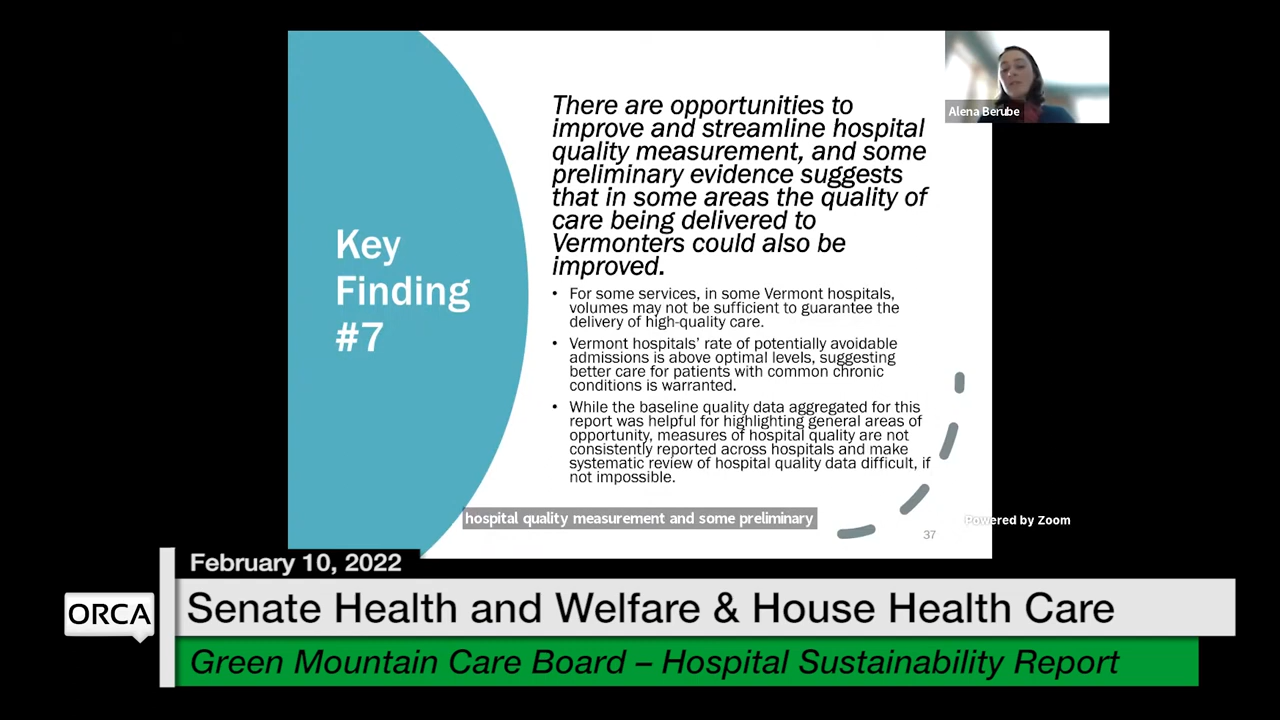 Alena Berube
Key
Finding
#7
There are opportunities to
improve and streamline hospital
quality measurement, and some
preliminary evidence suggests
that in some areas the quality of
care being delivered to
Vermonters could also be
improved.
• For some services, in some Vermont hospitals,
volumes may not be sufficient to guarantee the
delivery of high-quality care.
• Vermont hospitals’ rate of potentially avoidable
admissions is above optimal levels, suggesting
better care for patients with common chronic
conditions is warranted.
• While the baseline quality data aggregated for this
report was helpful for highlighting general areas of
opportunity, measures of hospital quality are not
consistently reported across hospitals and make
systematic review of hospital quality data difficult, if
not impossible.
hospital quality measurement and some preliminary
Powered by Zoom
37
February 10, 2022
ORCA
Senate Health and Welfare & House Health Care
Green Mountain Care Board – Hospital Sustainability Report